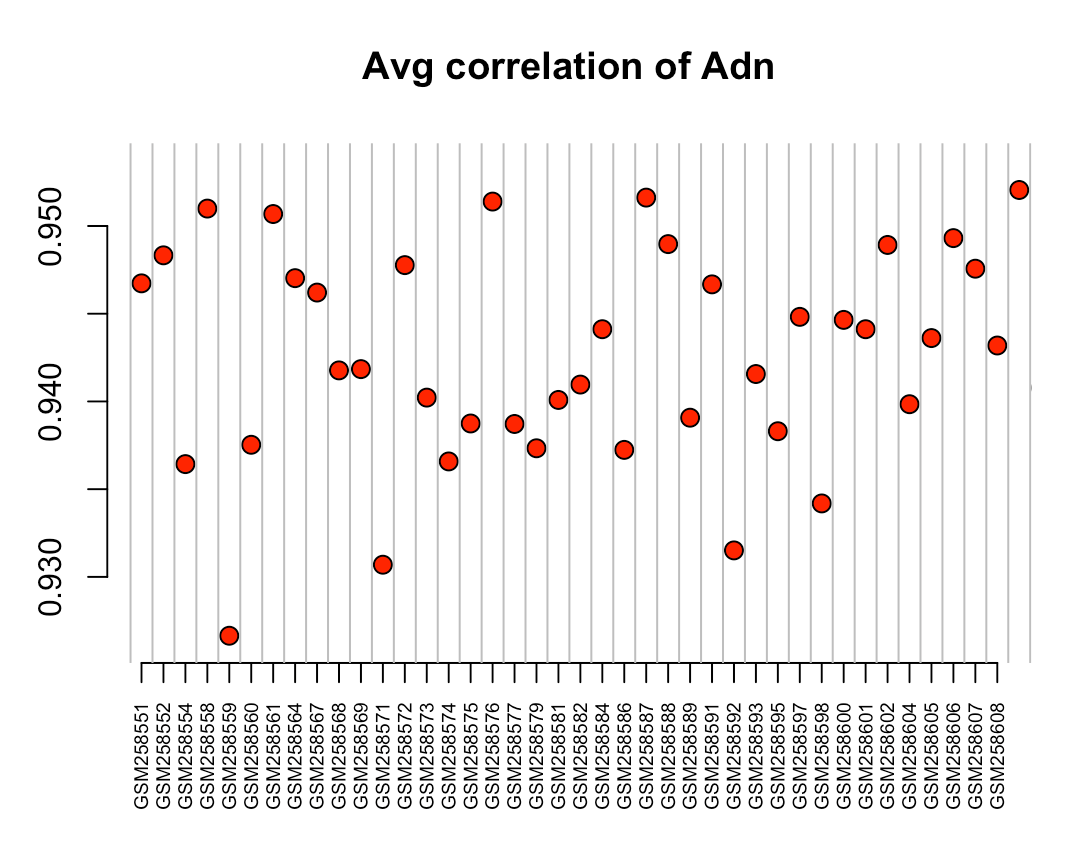 Avg correlation of Adn
0.950
0.940
0.930
GSM258551
GSM258552
GSM258554
GSM258558
GSM258559
GSM258560
GSM258561
GSM258564
GSM258567
GSM258568
GSM258569
GSM258571
GSM258572
GSM258573
GSM258574
GSM258575
GSM258576
GSM258577
GSM258579
GSM258581
GSM258582
GSM258584
GSM258586
GSM258587
GSM258588
GSM258589
GSM258591
GSM258592
GSM258593
GSM258595
GSM258597
GSM258598
GSM258600
GSM258601
GSM258602
GSM258604
GSM258605
GSM258606
GSM258607
GSM258608